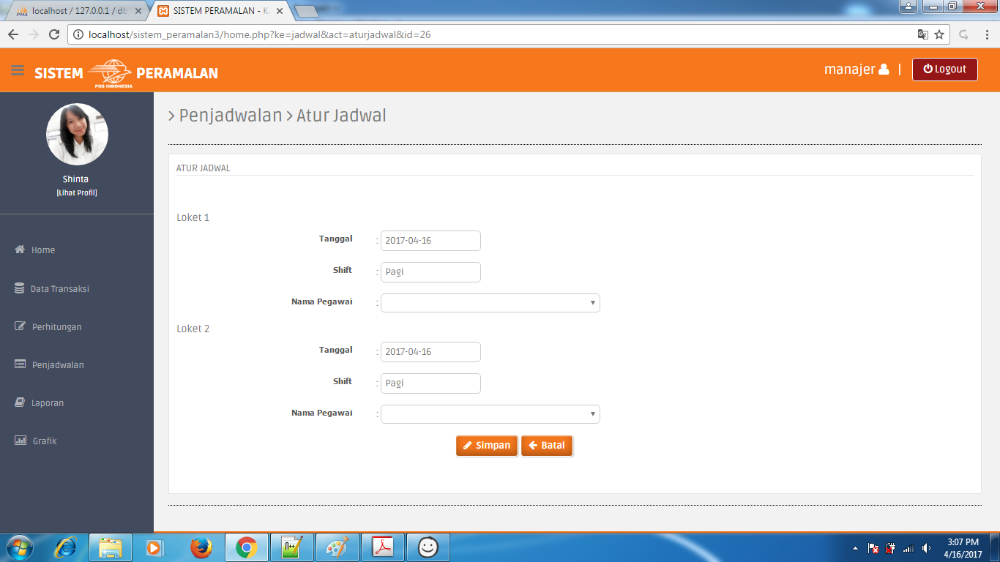 localhost / 127.0.0.1 / db
SISTEM PERAMALAN - KA
localhost/sistem_peramalan3/home.php?ke=jadwal&act=aturjadwal&id=26
SISTEM POS INDONESIA PERAMALAN
manajer | Logout
Shinta
[Lihat Profil]
Home
Data Transaksi
Perhitungan
Penjadwalan
Laporan
Grafik
> Penjadwalan > Atur Jadwal
ATUR JADWAL
Loket 1
Tanggal : 2017-04-16
Shift : Pagi
Nama Pegawai :
Loket 2
Tanggal : 2017-04-16
Shift : Pagi
Nama Pegawai :
Simpan Batal
3:07 PM
4/16/2017